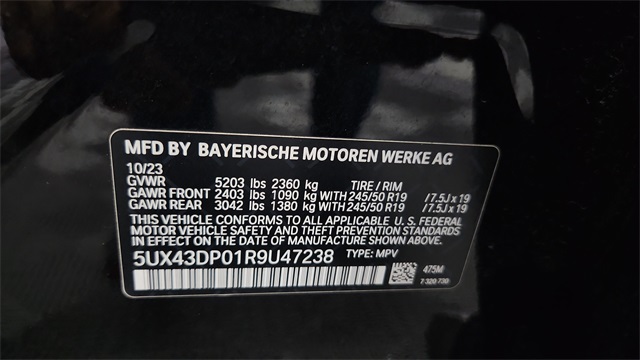 MFD BY BAYERISCHE MOTOREN WERKE AG
10/23
GVWR 5203 lbs 2360 kg TIRE / RIM
GAWR FRONT 2403 lbs 1090 kg WITH 245/50 R19 /7.5J x 19
GAWR REAR 3042 lbs 1380 kg WITH 245/50 R19 /7.5J x 19
THIS VEHICLE CONFORMS TO ALL APPLICABLE U. S. FEDERAL
MOTOR VEHICLE SAFETY AND THEFT PREVENTION STANDARDS
IN EFFECT ON THE DATE OF MANUFACTURE SHOWN ABOVE.
5UX43DP01R9U47238 TYPE: MPV
475M
7 320 730